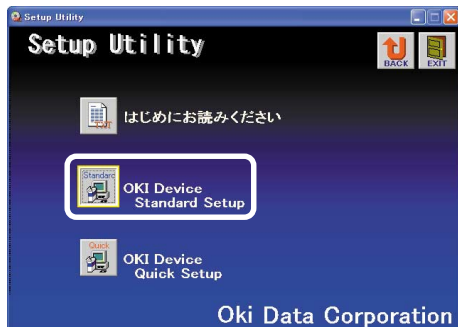 Setup Utility
Setup Utility
BACK
EXIT
TXT
はじめにお読みください
Standard
OKI Device
Standard Setup
Quick
OKI Device
Quick Setup
Oki Data Corporation